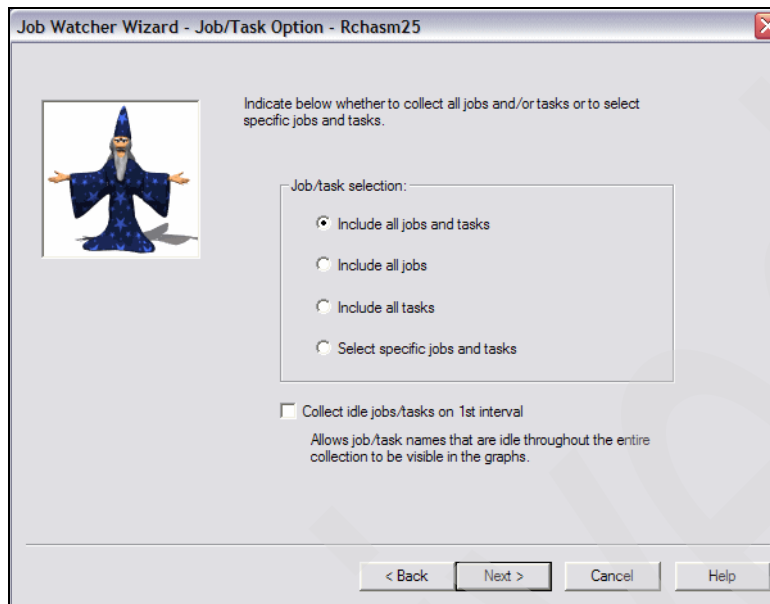 Job Watcher Wizard - Job/Task Option - Rchasm25
Indicate below whether to collect all jobs and/or tasks or to select
specific jobs and tasks.
Job/task selection:
Include all jobs and tasks
Include all jobs
Include all tasks
Select specific jobs and tasks
Collect idle jobs/tasks on 1st interval
Allows job/task names that are idle throughout the entire
collection to be visible in the graphs.
< Back
Next >
Cancel
Help